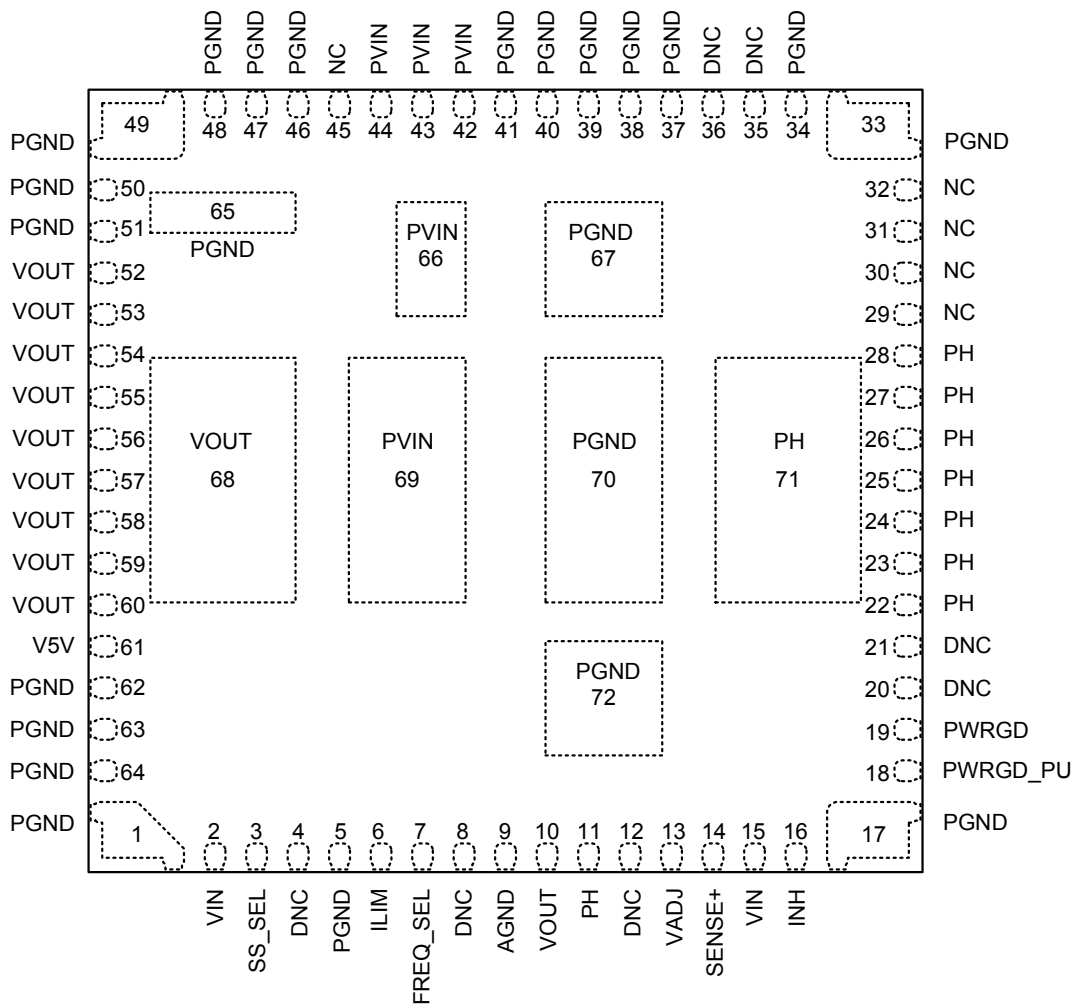 PGND
PGND
PGND
NC
PVIN
PVIN
PVIN
PGND
PGND
PGND
PGND
PGND
DNC
DNC
PGND
49
48
47
46
45
44
43
42
41
40
39
38
37
36
35
34
33
PGND
PGND
PGND
50
32
NC
PGND
51
31
NC
VOUT
52
30
NC
VOUT
53
29
NC
VOUT
54
28
PH
VOUT
55
27
PH
VOUT
56
26
PH
VOUT
57
25
PH
VOUT
58
24
PH
VOUT
59
23
PH
VOUT
60
22
PH
V5V
61
21
DNC
PGND
62
20
DNC
PGND
63
19
PWRGD
PGND
64
18
PWRGD_PU
65
PGND
PVIN
66
PGND
67
VOUT
68
PVIN
69
PGND
70
PH
71
PGND
72
PGND
PGND
1
2
3
4
5
6
7
8
9
10
11
12
13
14
15
16
17
VIN
SS_SEL
DNC
PGND
ILIM
FREQ_SEL
DNC
AGND
VOUT
PH
DNC
VADJ
SENSE+
VIN
INH